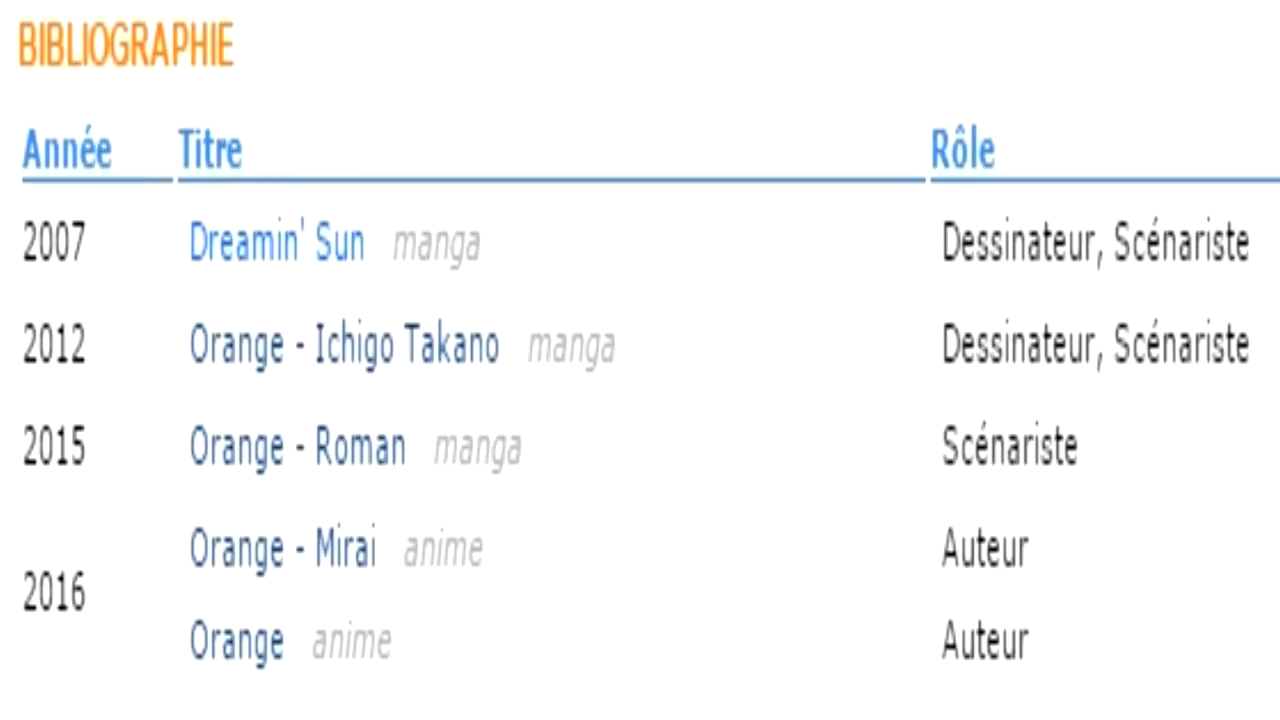 BIBLIOGRAPHIE
Année Titre Rôle
2007 Dreamin' Sun manga Dessinateur, Scénariste
2012 Orange - Ichigo Takano manga Dessinateur, Scénariste
2015 Orange - Roman manga Scénariste
2016 Orange - Mirai anime Auteur
Orange anime Auteur